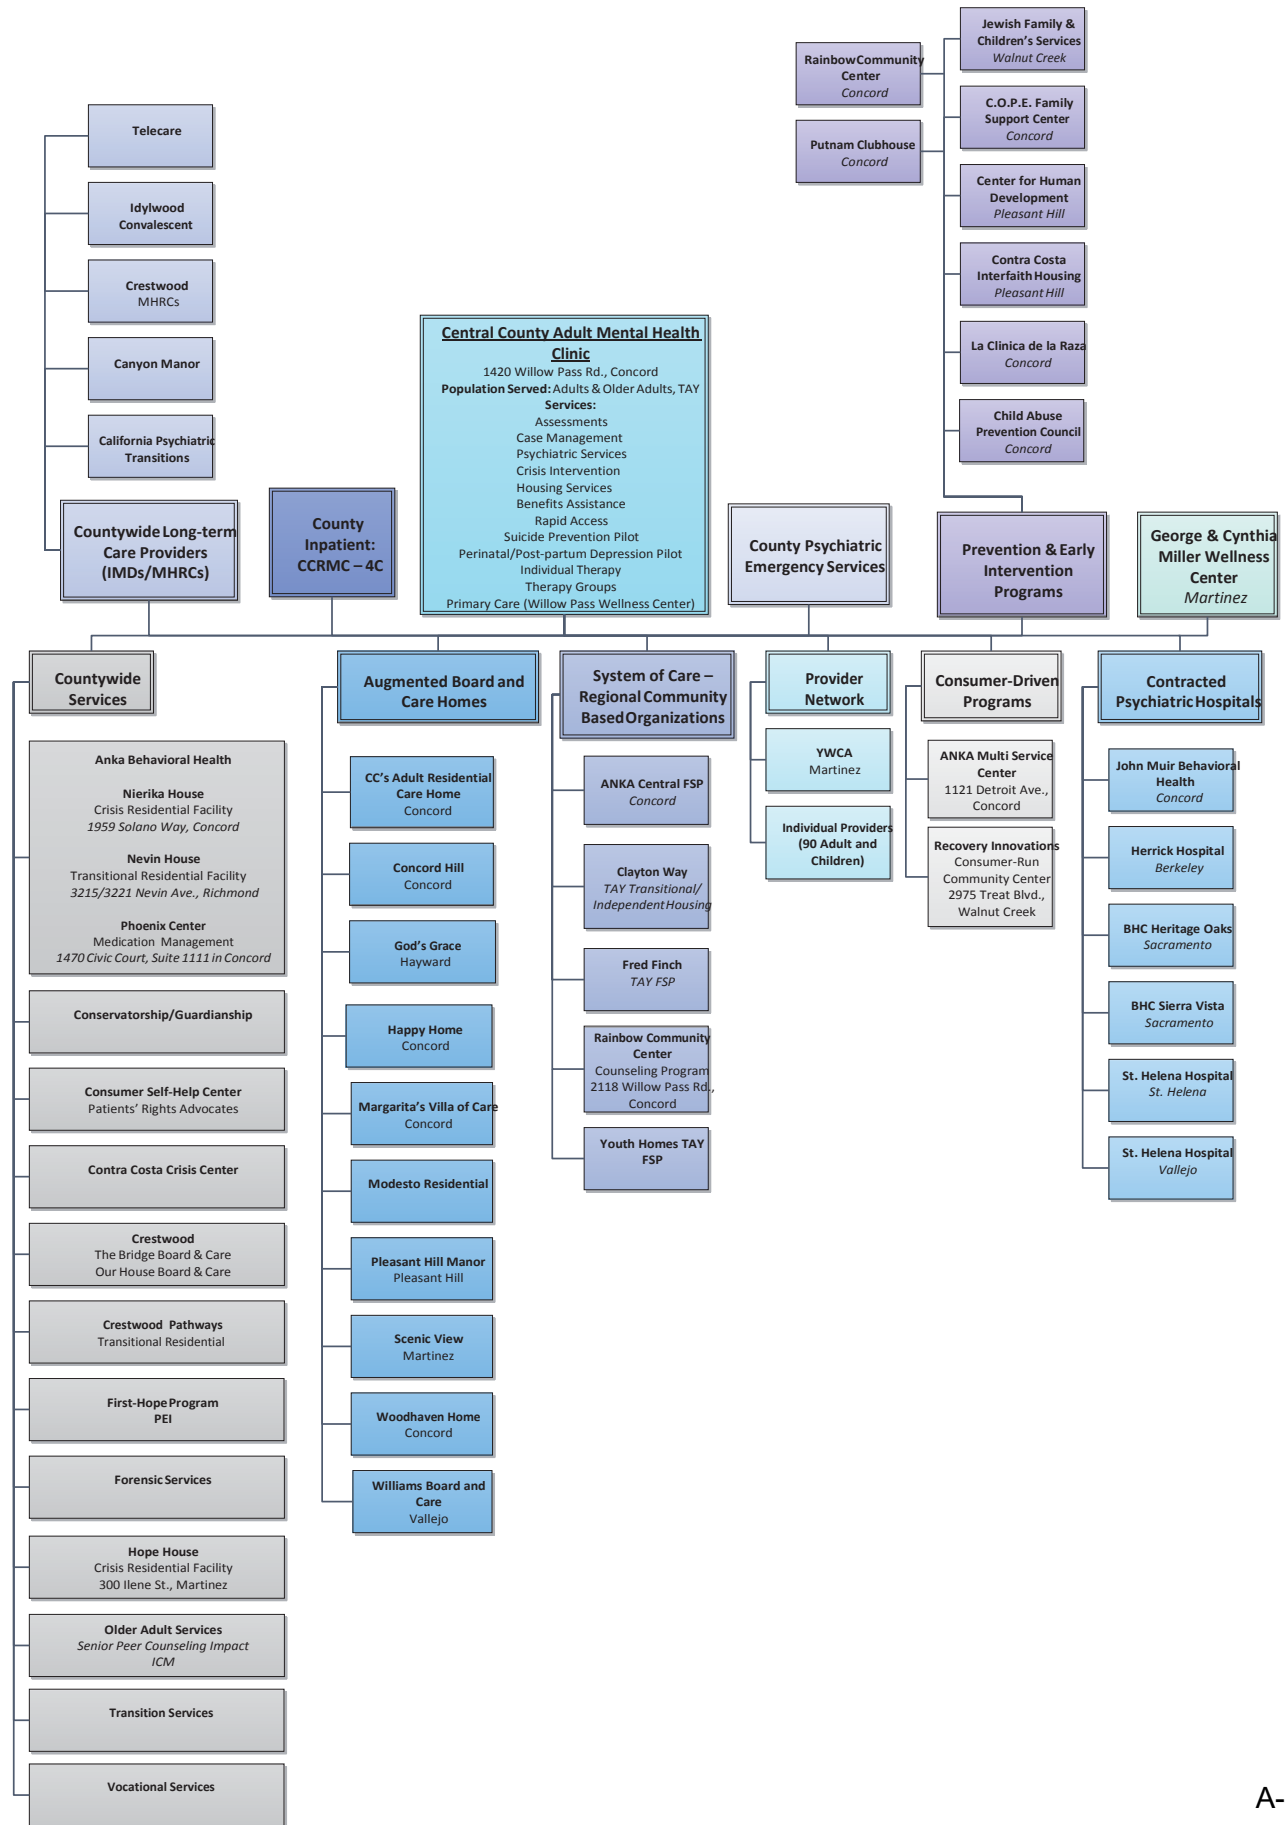 Jewish Family &
Children's Services
Walnut Creek
Rainbow Community
Center
Concord
C.O.P.E. Family
Support Center
Concord
Putnam Clubhouse
Concord
Center for Human
Development
Pleasant Hill
Contra Costa
Interfaith Housing
Pleasant Hill
La Clinica de la Raza
Concord
Child Abuse
Prevention Council
Concord
Telecare
Idylwood
Convalescent
Crestwood
MHRCs
Canyon Manor
California Psychiatric
Transitions
Countywide Long-term
Care Providers
(IMDs/MHRCs)
County
Inpatient:
CCRMC – 4C
Central County Adult Mental Health
Clinic
1420 Willow Pass Rd., Concord
Population Served: Adults & Older Adults, TAY
Services:
Assessments
Case Management
Psychiatric Services
Crisis Intervention
Housing Services
Benefits Assistance
Rapid Access
Suicide Prevention Pilot
Perinatal/Post-partum Depression Pilot
Individual Therapy
Therapy Groups
Primary Care (Willow Pass Wellness Center)
County Psychiatric
Emergency Services
Prevention & Early
Intervention
Programs
George & Cynthia
Miller Wellness
Center
Martinez
Countywide
Services
Anka Behavioral Health
Nierika House
Crisis Residential Facility
1959 Solano Way, Concord
Nevin House
Transitional Residential Facility
3215/3221 Nevin Ave., Richmond
Phoenix Center
Medication Management
1470 Civic Court, Suite 1111 in Concord
Conservatorship/Guardianship
Consumer Self-Help Center
Patients' Rights Advocates
Contra Costa Crisis Center
Crestwood
The Bridge Board & Care
Our House Board & Care
Crestwood Pathways
Transitional Residential
First-Hope Program
PEI
Forensic Services
Hope House
Crisis Residential Facility
300 Ilene St., Martinez
Older Adult Services
Senior Peer Counseling Impact
ICM
Transition Services
Vocational Services
Augmented Board and
Care Homes
CC's Adult Residential
Care Home
Concord
Concord Hill
Concord
God's Grace
Hayward
Happy Home
Concord
Margarita's Villa of Care
Concord
Modesto Residential
Pleasant Hill Manor
Pleasant Hill
Scenic View
Martinez
Woodhaven Home
Concord
Williams Board and
Care
Vallejo
System of Care –
Regional Community
Based Organizations
ANKA Central FSP
Concord
Clayton Way
TAY Transitional/
Independent Housing
Fred Finch
TAY FSP
Rainbow Community
Center
Counseling Program
2118 Willow Pass Rd.,
Concord
Youth Homes TAY
FSP
Provider
Network
YWCA
Martinez
Individual Providers
(90 Adult and
Children)
Consumer-Driven
Programs
ANKA Multi Service
Center
1121 Detroit Ave.,
Concord
Recovery Innovations
Consumer-Run
Community Center
2975 Treat Blvd.,
Walnut Creek
Contracted
Psychiatric Hospitals
John Muir Behavioral
Health
Concord
Herrick Hospital
Berkeley
BHC Heritage Oaks
Sacramento
BHC Sierra Vista
Sacramento
St. Helena Hospital
St. Helena
St. Helena Hospital
Vallejo
A-